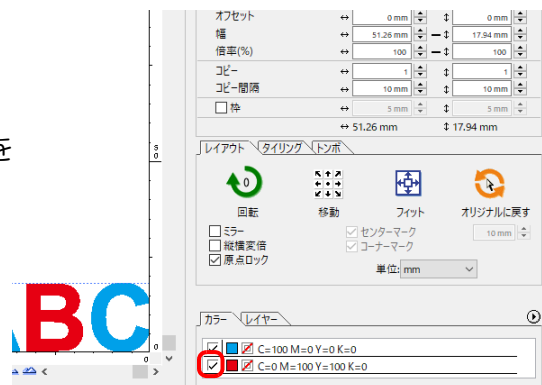 オフセット ↔ 0 mm ↕ 0 mm
幅 ↔ 51.26 mm ↕ 17.94 mm
倍率(%) ↔ 100 ↕ 100
コピー ↔ 1 ↕ 1
コピー間隔 ↔ 10 mm ↕ 10 mm
枠 ↔ 5 mm ↕ 5 mm
↔ 51.26 mm ↕ 17.94 mm
を
レイアウト タイリング トンボ
50
0
回転 移動 フィット オリジナルに戻す
ミラー センターマーク 10 mm
縦横変倍 コーナーマーク
原点ロック
単位: mm
ABC
カラー レイヤー
C=100 M=0 Y=0 K=0
C=0 M=100 Y=100 K=0
0
0